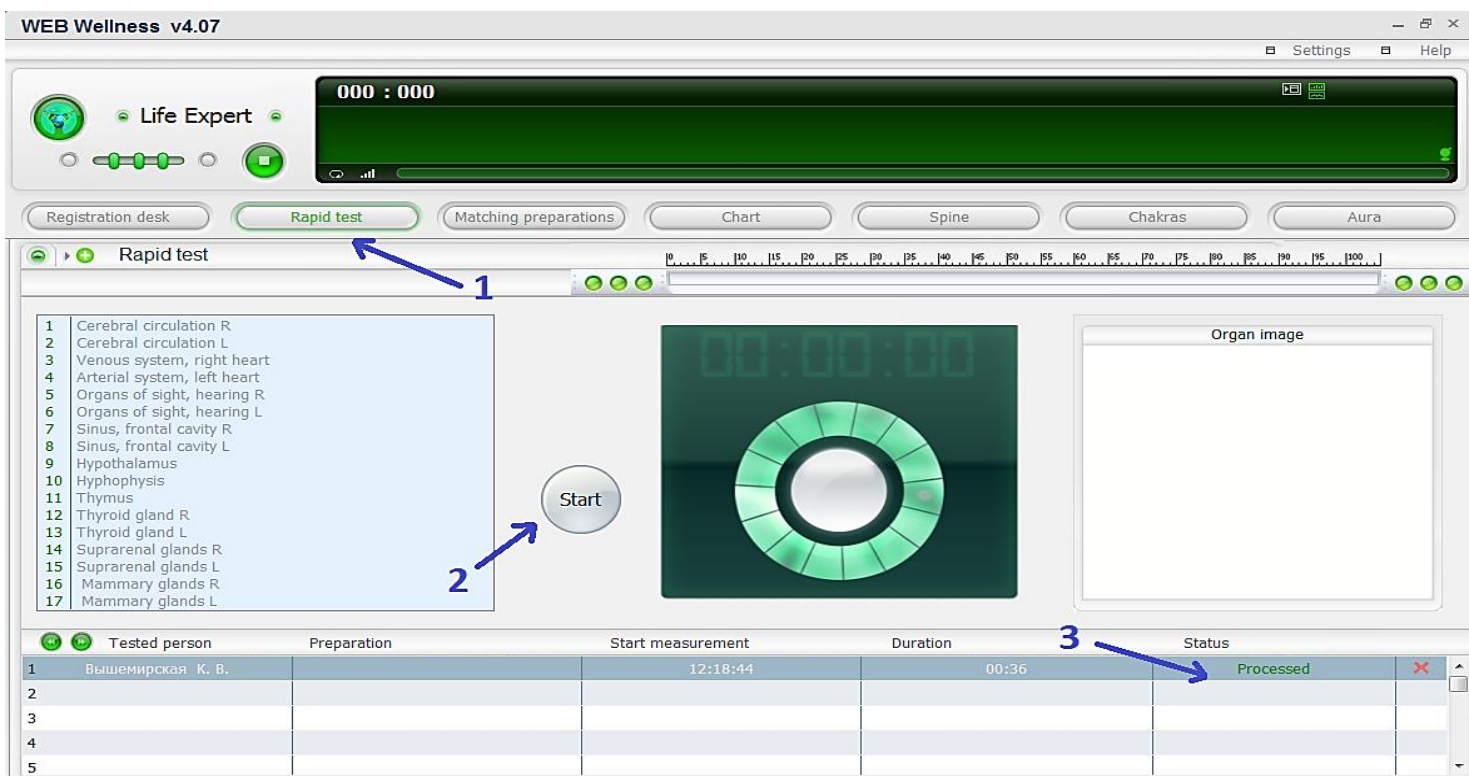 WEB Wellness v4.07
Settings Help
000 : 000
Life Expert
Registration desk Rapid test Matching preparations Chart Spine Chakras Aura
Rapid test
0 5 10 15 20 25 30 35 40 45 50 55 60 65 70 75 80 85 90 95 100
1
1 Cerebral circulation R
2 Cerebral circulation L
3 Venous system, right heart
4 Arterial system, left heart
5 Organs of sight, hearing R
6 Organs of sight, hearing L
7 Sinus, frontal cavity R
8 Sinus, frontal cavity L
9 Hypothalamus
10 Hyphophysis
11 Thymus
12 Thyroid gland R
13 Thyroid gland L
14 Suprarenal glands R
15 Suprarenal glands L
16 Mammary glands R
17 Mammary glands L
Start
2
00:00:00
Organ image
3
Tested person Preparation Start measurement Duration Status
1 Вышемирская К. В. 12:18:44 00:36 Processed
2
3
4
5